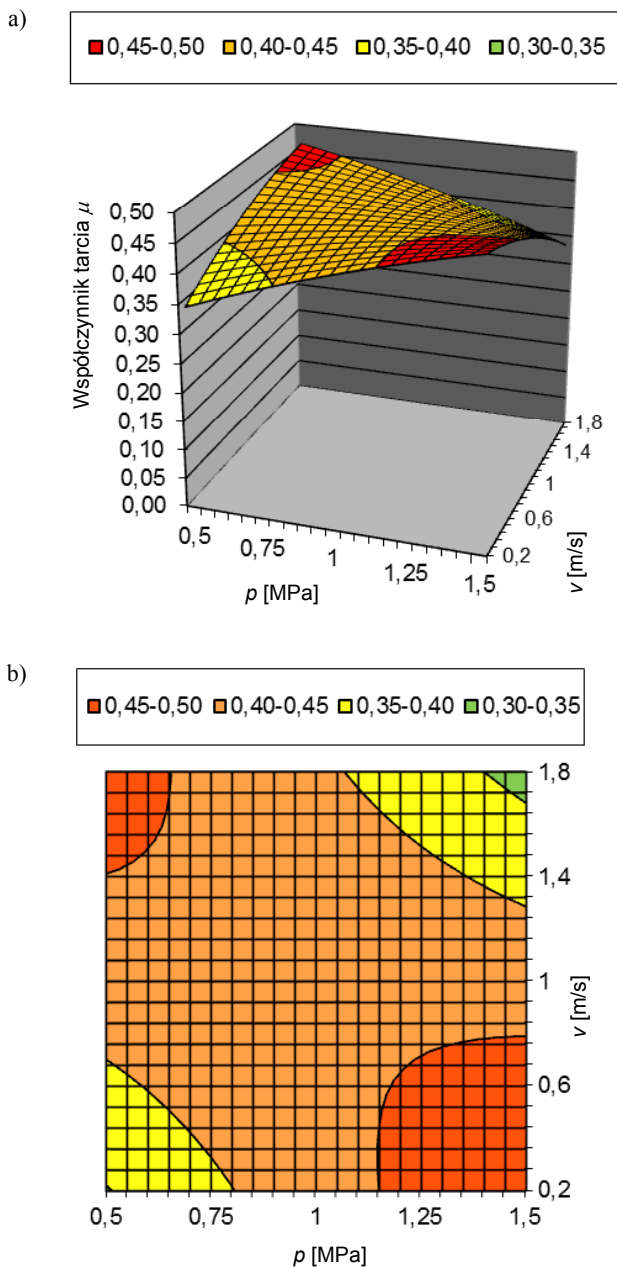 a)
0,45-0,50 0,40-0,45 0,35-0,40 0,30-0,35
Współczynnik tarcia μ
0,50
0,45
0,40
0,35
0,30
0,25
0,20
0,15
0,10
0,05
0,00
0,5
0,75
1
1,25
1,5
p [MPa]
1,8
1,4
1
0,6
0,2
v [m/s]
b)
0,45-0,50 0,40-0,45 0,35-0,40 0,30-0,35
1,8
1,4
1
0,6
0,2
v [m/s]
0,5 0,75 1 1,25 1,5
p [MPa]